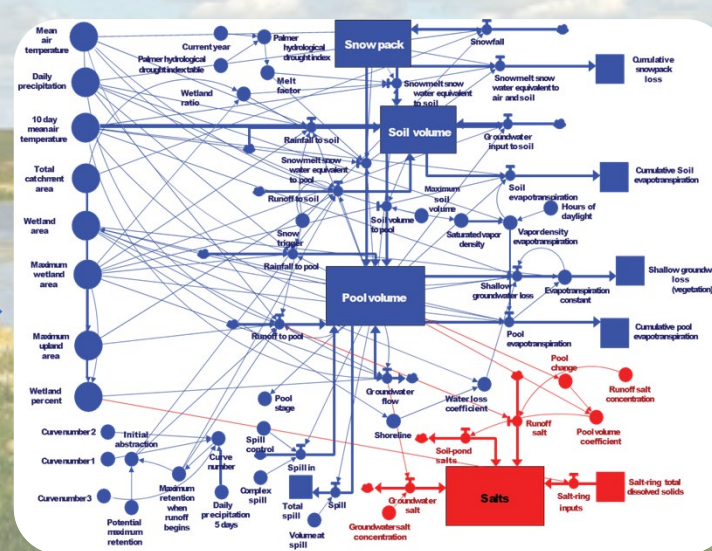 Mean
air
temperature
Daily
precipitation
10 day
mean air
temperature
Total
catchment
area
Wetland
area
Maximum
wetland
area
Maximum
upland
area
Wetland
percent
Current year
Palmer hydrological
drought index table
Palmer
hydrological
drought index
Melt
factor
Wetland
ratio
Snow pack
Snowfall
Snowmelt snow
water equivalent
to soil
Snowmelt snow
water equivalent to
air and soil
Cumulative
snowpack
loss
Rainfall to soil
Soil volume
Groundwater
input to soil
Snowmelt snow
water equivalent
to pool
Runoff to soil
Maximum
soil
volume
Soil
evapotranspiration
Cumulative Soil
evapotranspiration
Hours of
daylight
Snow
trigger
Soil volume
to pool
Saturated vapor
density
Vapor density
evapotranspiration
Rainfall to pool
Pool volume
Shallow
groundwater loss
Evapotranspiration
constant
Shallow groundw
loss
(vegetation)
Runoff to pool
Pool
evapotranspiration
Cumulative pool
evapotranspiration
Pool
change
Runoff salt
concentration
Pool
stage
Groundwater
flow
Water loss
coefficient
Shoreline
Runoff
salt
Pool volume
coefficient
Curve number 2
Initial
abstraction
Curve number 1
Curve
number
Spill
control
Spill in
Soil-pond
salts
Curve number 3
Maximum
retention
when
runoff
begins
Daily
precipitation
5 days
Complex
spill
Total
spill
Spill
Potential
maximum
retention
Volume at
spill
Groundwater
salt
Groundwater salt
concentration
Salts
Salt-ring
inputs
Salt-ring total
dissolved solids